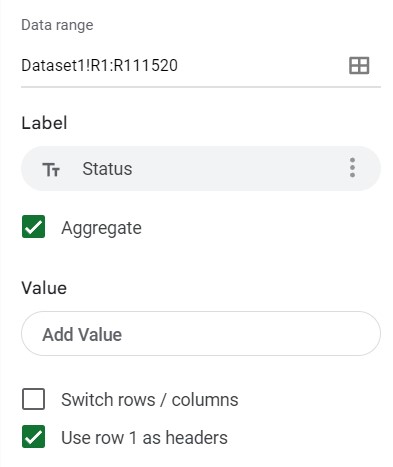 Data range
Dataset1!R1:R111520
Label
Tт Status
Aggregate
Value
Add Value
Switch rows / columns
Use row 1 as headers